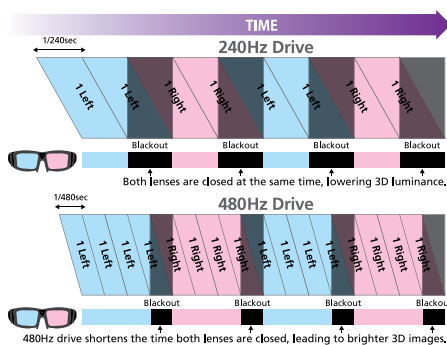 TIME
1/240sec
240Hz Drive
1 Left
1 Left
1 Right
1 Right
1 Left
1 Left
1 Right
Blackout Blackout Blackout Blackout
Both lenses are closed at the same time, lowering 3D luminance.
1/480sec
480Hz Drive
1 Left
1 Left
1 Left
1 Left
1 Right
1 Right
1 Right
1 Right
1 Left
1 Left
1 Left
1 Left
1 Right
1 Right
1 Right
Blackout Blackout Blackout Blackout
480Hz drive shortens the time both lenses are closed, leading to brighter 3D image.